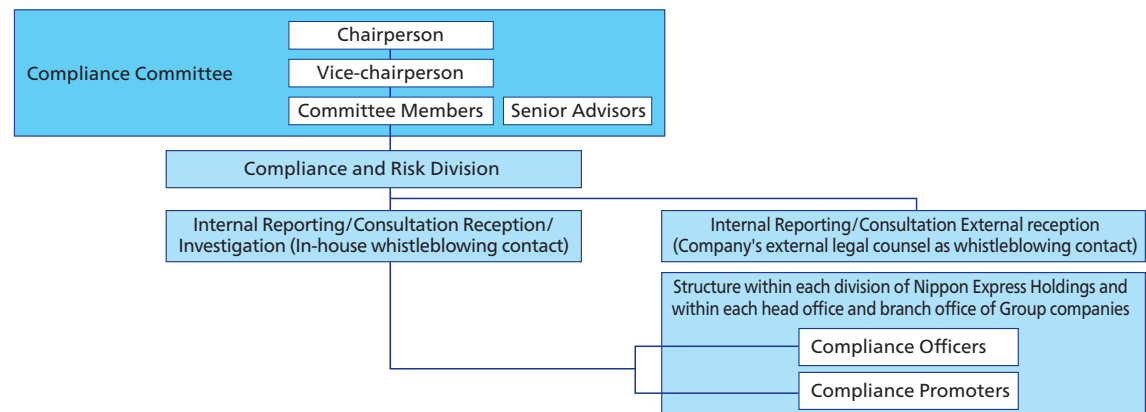 Compliance Committee
Chairperson
Vice-chairperson
Committee Members
Senior Advisors
Compliance and Risk Division
Internal Reporting/Consultation Reception/
Investigation (In-house whistleblowing contact)
Internal Reporting/Consultation External reception
(Company's external legal counsel as whistleblowing contact)
Structure within each division of Nippon Express Holdings and
within each head office and branch office of Group companies
Compliance Officers
Compliance Promoters